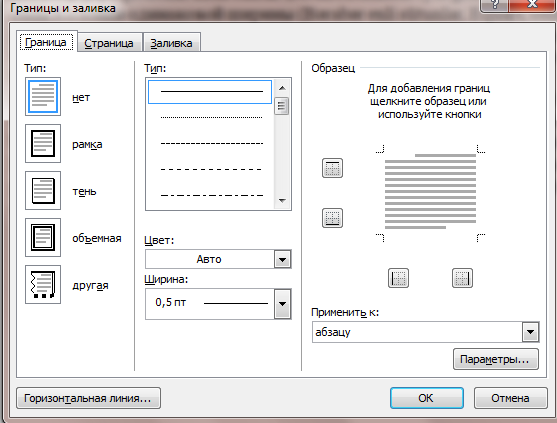 Границы и заливка
Граница Страница Заливка
Тип:
нет
рамка
тень
объемная
другая
Тип:
Цвет:
Авто
Ширина:
0,5 пт
Образец
Для добавления границ
щелкните образец или
используйте кнопки
Применить к:
абзацу
Параметры...
Горизонтальная линия...
ОК
Отмена